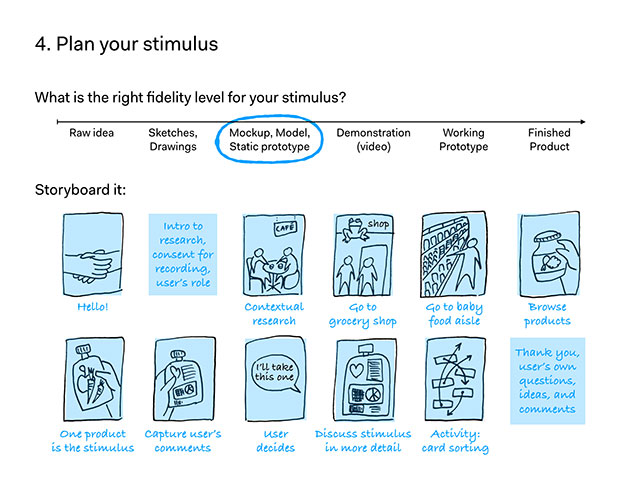 4. Plan your stimulus
What is the right fidelity level for your stimulus?
Raw idea
Sketches,
Drawings
Mockup, Model,
Static prototype
Demonstration
(video)
Working
Prototype
Finished
Product
Storyboard it:
Intro to
research,
consent for
recording,
user's role
CAFÉ
shop
Hello!
Contextual
research
Go to
grocery shop
Go to baby
food aisle
Browse
products
I'll take
this one
Thank you,
user's own
questions,
ideas, and
comments
One product
is the stimulus
Capture user's
comments
User
decides
Discuss stimulus
in more detail
Activity:
card sorting